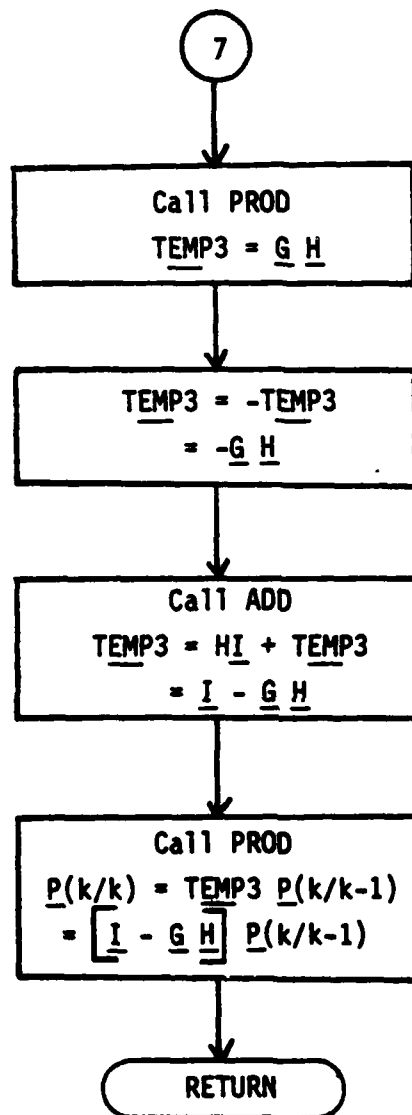 7
Call PROD
TEMP3 = G H
TEMP3 = -TEMP3
= -G H
Call ADD
TEMP3 = HI + TEMP3
= I - G H
Call PROD
P(k/k) = TEMP3 P(k/k-1)
= [I - G H] P(k/k-1)
RETURN